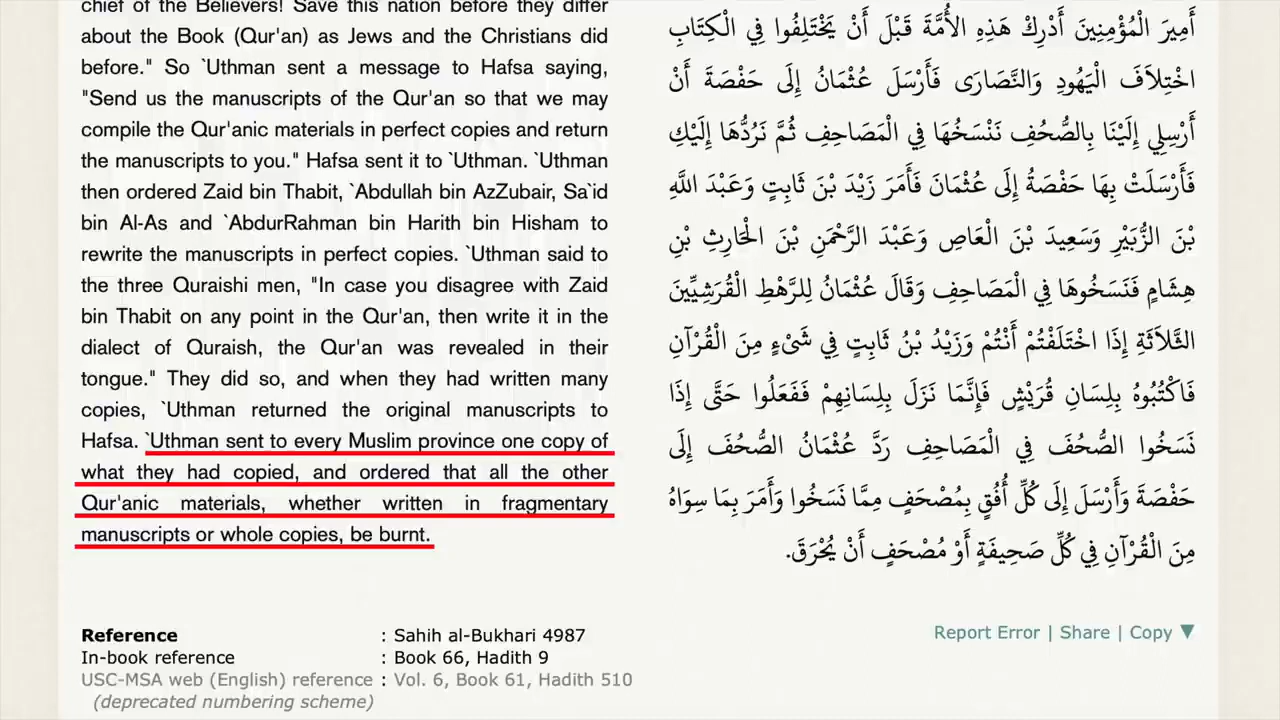 chief of the Believers! Save this nation before they differ
about the Book (Qur'an) as Jews and the Christians did
before." So `Uthman sent a message to Hafsa saying,
"Send us the manuscripts of the Qur'an so that we may
compile the Qur'anic materials in perfect copies and return
the manuscripts to you." Hafsa sent it to `Uthman. `Uthman
then ordered Zaid bin Thabit, `Abdullah bin AzZubair, Sa`id
bin Al-As and `AbdurRahman bin Harith bin Hisham to
rewrite the manuscripts in perfect copies. `Uthman said to
the three Quraishi men, "In case you disagree with Zaid
bin Thabit on any point in the Qur'an, then write it in the
dialect of Quraish, the Qur'an was revealed in their
tongue." They did so, and when they had written many
copies, `Uthman returned the original manuscripts to
Hafsa. `Uthman sent to every Muslim province one copy of
what they had copied, and ordered that all the other
Qur'anic materials, whether written in fragmentary
manuscripts or whole copies, be burnt.
أَمِيرَ الْمُؤْمِنِينَ أَدْرِكْ هَذِهِ الأُمَّةَ قَبْلَ أَنْ يَخْتَلِفُوا فِي الْكِتَابِ
اخْتِلاَفَ الْيَهُودِ وَالنَّصَارَى فَأَرْسَلَ عُثْمَانُ إِلَى حَفْصَةَ أَنْ
أَرْسِلِي إِلَيْنَا بِالصُّحُفِ نَنْسَخُهَا فِي الْمَصَاحِفِ ثُمَّ نَرُدُّهَا إِلَيْكِ
فَأَرْسَلَتْ بِهَا حَفْصَةُ إِلَى عُثْمَانَ فَأَمَرَ زَيْدَ بْنَ ثَابِتٍ وَعَبْدَ اللَّهِ
بْنَ الزُّبَيْرِ وَسَعِيدَ بْنَ الْعَاصِ وَعَبْدَ الرَّحْمَنِ بْنَ الْحَارِثِ بْنِ
هِشَامٍ فَنَسَخُوهَا فِي الْمَصَاحِفِ وَقَالَ عُثْمَانُ لِلرَّهْطِ الْقُرَشِيِّينَ
الثَّلاَثَةِ إِذَا اخْتَلَفْتُمْ أَنْتُمْ وَزَيْدُ بْنُ ثَابِتٍ فِي شَىْءٍ مِنَ الْقُرْآنِ
فَاكْتُبُوهُ بِلِسَانِ قُرَيْشٍ فَإِنَّمَا نَزَلَ بِلِسَانِهِمْ فَفَعَلُوا حَتَّى إِذَا
نَسَخُوا الصُّحُفَ فِي الْمَصَاحِفِ رَدَّ عُثْمَانُ الصُّحُفَ إِلَى
حَفْصَةَ وَأَرْسَلَ إِلَى كُلِّ أُفُقٍ بِمُصْحَفٍ مِمَّا نَسَخُوا وَأَمَرَ بِمَا سِوَاهُ
مِنَ الْقُرْآنِ فِي كُلِّ صَحِيفَةٍ أَوْ مُصْحَفٍ أَنْ يُحْرَقَ.
Reference : Sahih al-Bukhari 4987
In-book reference : Book 66, Hadith 9
USC-MSA web (English) reference : Vol. 6, Book 61, Hadith 510
(deprecated numbering scheme)
Report Error | Share | Copy ▼